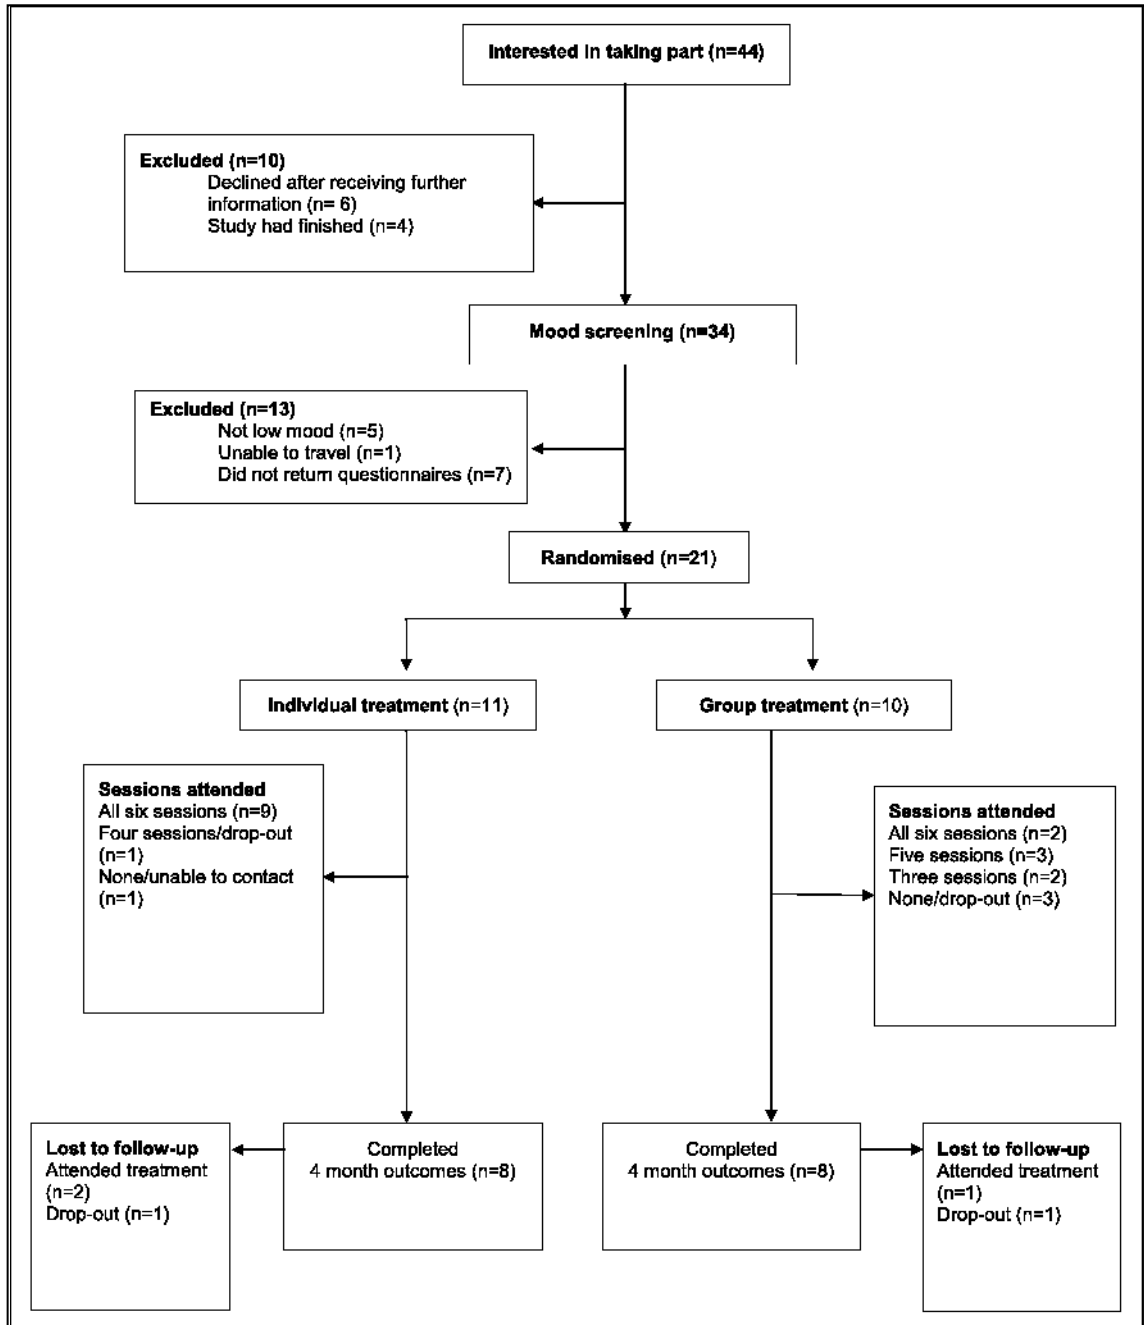 Interested in taking part (n=44)
Excluded (n=10)
Declined after receiving further
information (n= 6)
Study had finished (n=4)
Mood screening (n=34)
Excluded (n=13)
Not low mood (n=5)
Unable to travel (n=1)
Did not return questionnaires (n=7)
Randomised (n=21)
Individual treatment (n=11)
Group treatment (n=10)
Sessions attended
All six sessions (n=9)
Four sessions/drop-out
(n=1)
None/unable to contact
(n=1)
Sessions attended
All six sessions (n=2)
Five sessions (n=3)
Three sessions (n=2)
None/drop-out (n=3)
Lost to follow-up
Attended treatment
(n=2)
Drop-out (n=1)
Completed
4 month outcomes (n=8)
Completed
4 month outcomes (n=8)
Lost to follow-up
Attended treatment
(n=1)
Drop-out (n=1)